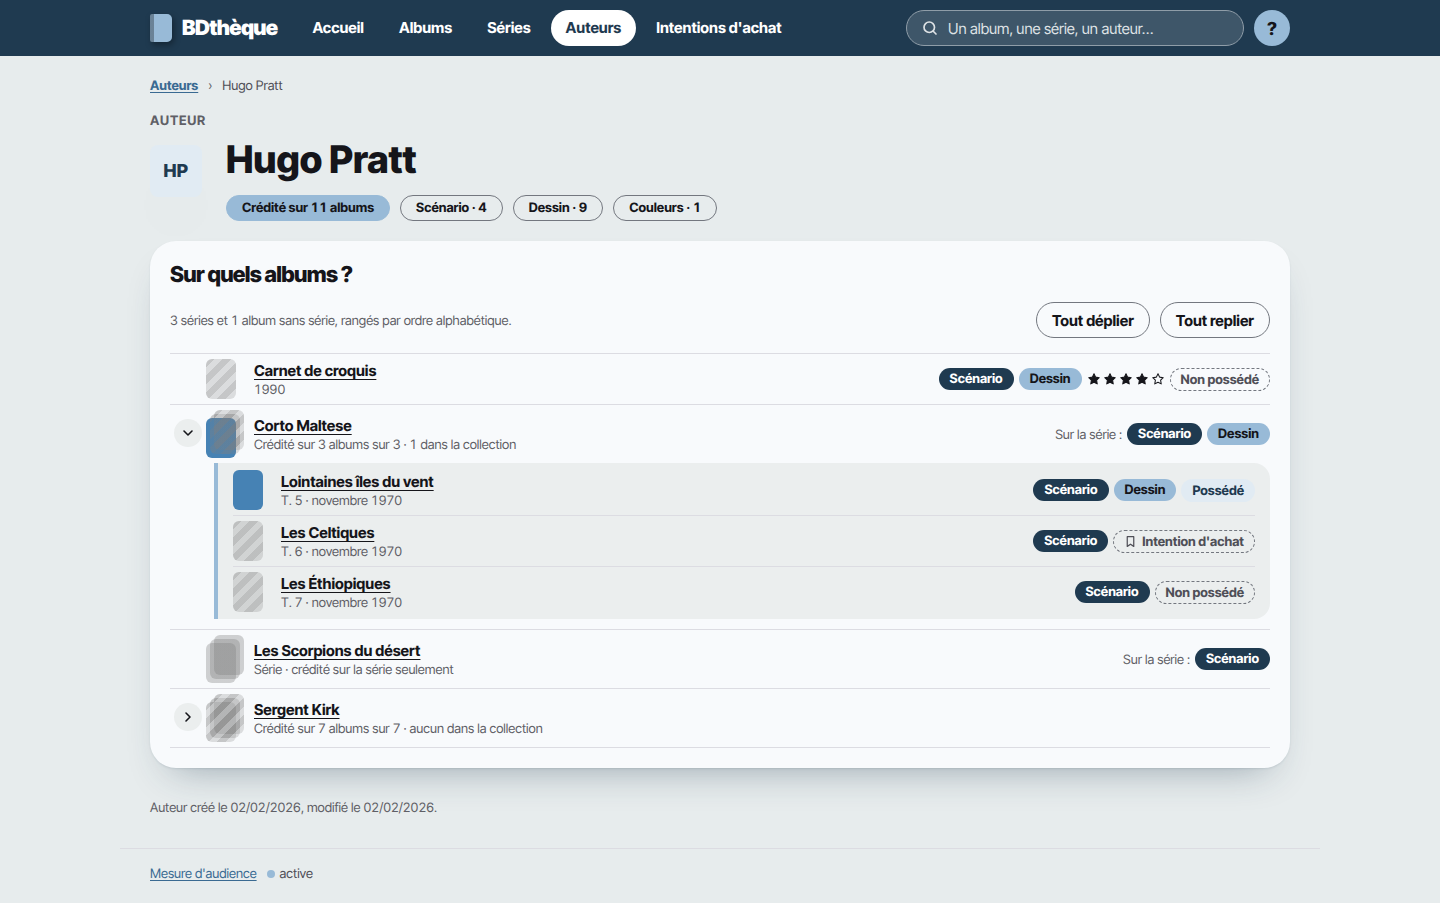 BDthèque Accueil Albums Séries Auteurs Intentions d'achat Un album, une série, un auteur... ?
Auteurs › Hugo Pratt
AUTEUR
HP
Hugo Pratt
Crédité sur 11 albums Scénario · 4 Dessin · 9 Couleurs · 1
Sur quels albums ?
3 séries et 1 album sans série, rangés par ordre alphabétique. Tout déplier Tout replier
Carnet de croquis
1990
Scénario Dessin ★★★★☆ Non possédé
Corto Maltese
Crédité sur 3 albums sur 3 · 1 dans la collection
Sur la série : Scénario Dessin
Lointaines îles du vent
T. 5 · novembre 1970
Scénario Dessin Possédé
Les Celtiques
T. 6 · novembre 1970
Scénario Intention d'achat
Les Éthiopiques
T. 7 · novembre 1970
Scénario Non possédé
Les Scorpions du désert
Série · crédité sur la série seulement
Sur la série : Scénario
Sergent Kirk
Crédité sur 7 albums sur 7 · aucun dans la collection
Auteur créé le 02/02/2026, modifié le 02/02/2026.
Mesure d'audience active